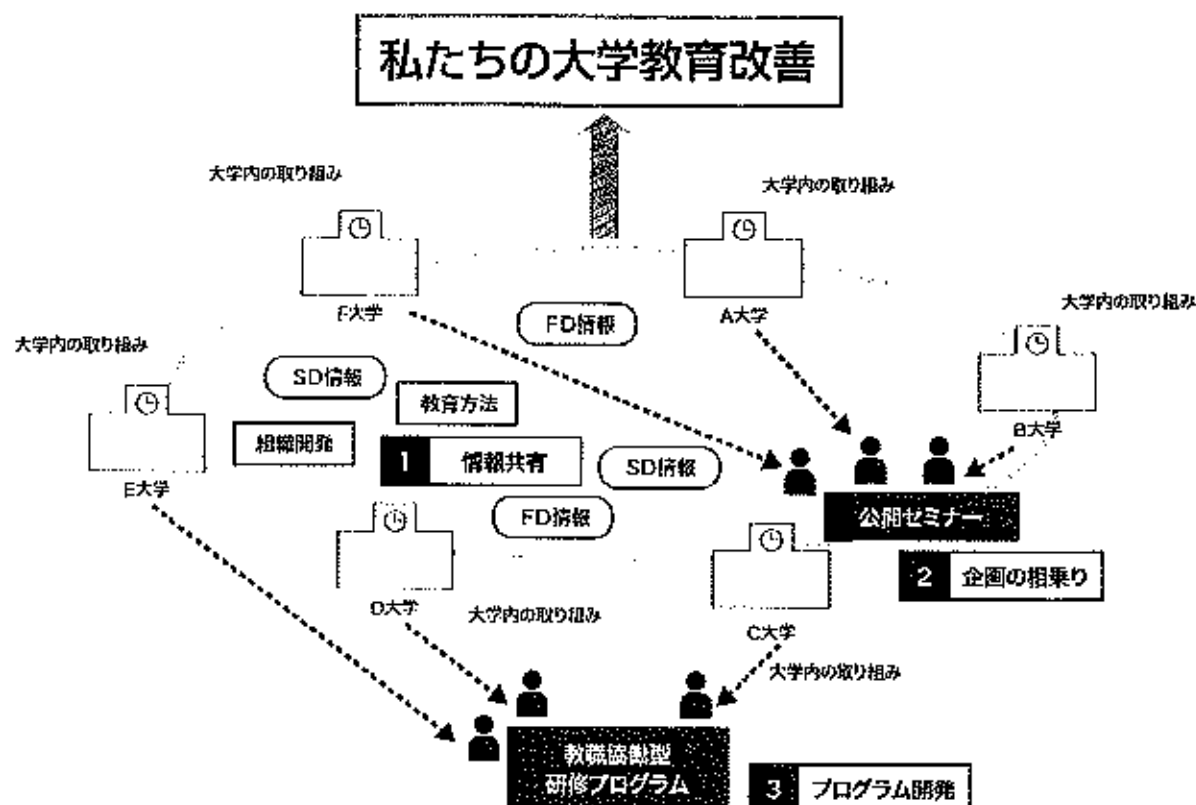 私たちの大学教育改善
大学内の取り組み
大学内の取り組み
F大学
FD情報
A大学
大学内の取り組み
大学内の取り組み
SD情報
教育方法
B大学
組織開発
1 情報共有
SD情報
E大学
FD情報
公開セミナー
2 企画の相乗り
D大学
大学内の取り組み
C大学
大学内の取り組み
教職協働型
研修プログラム
3 プログラム開発